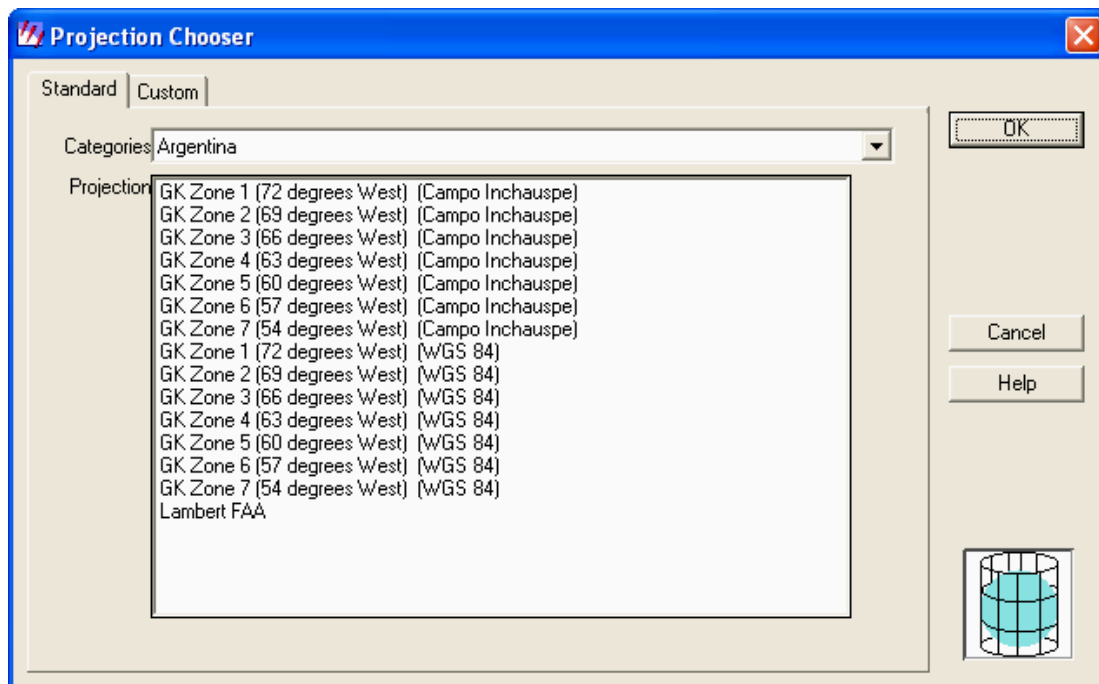 Projection Chooser
Standard
Custom
Categories Argentina
Projection
GK Zone 1 (72 degrees West) (Campo Inchauspe)
GK Zone 2 (69 degrees West) (Campo Inchauspe)
GK Zone 3 (66 degrees West) (Campo Inchauspe)
GK Zone 4 (63 degrees West) (Campo Inchauspe)
GK Zone 5 (60 degrees West) (Campo Inchauspe)
GK Zone 6 (57 degrees West) (Campo Inchauspe)
GK Zone 7 (54 degrees West) (Campo Inchauspe)
GK Zone 1 (72 degrees West) (WGS 84)
GK Zone 2 (69 degrees West) (WGS 84)
GK Zone 3 (66 degrees West) (WGS 84)
GK Zone 4 (63 degrees West) (WGS 84)
GK Zone 5 (60 degrees West) (WGS 84)
GK Zone 6 (57 degrees West) (WGS 84)
GK Zone 7 (54 degrees West) (WGS 84)
Lambert FAA
OK
Cancel
Help